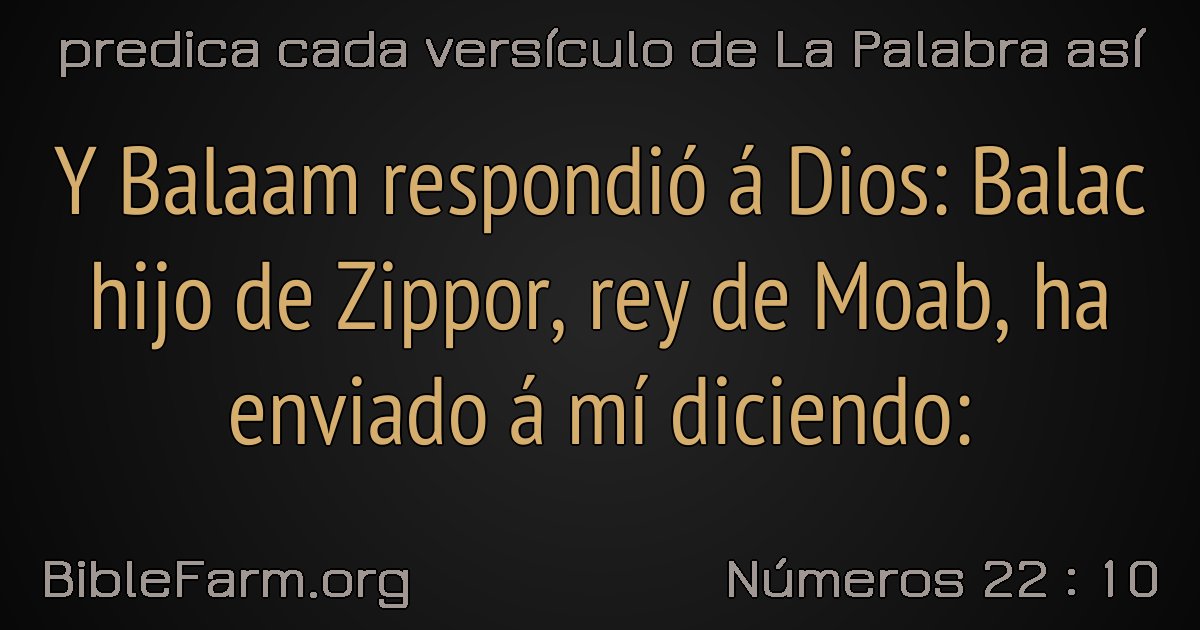 predica cada versículo de La Palabra así
Y Balaam respondió á Dios: Balac
hijo de Zippor, rey de Moab, ha
enviado á mí diciendo:
BibleFarm.org
Números 22 : 10